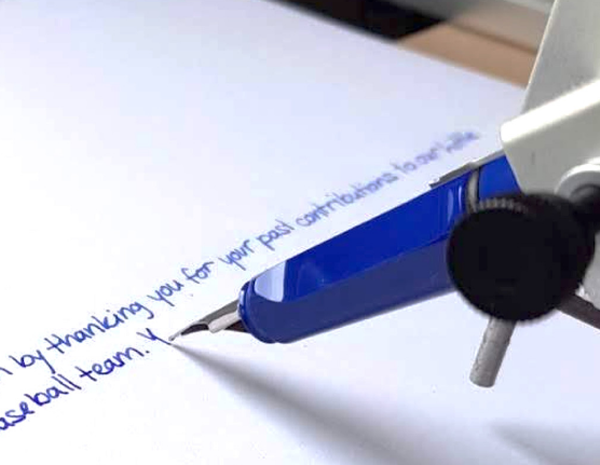 by thanking you for your past contributions to our little
aseball team. Y